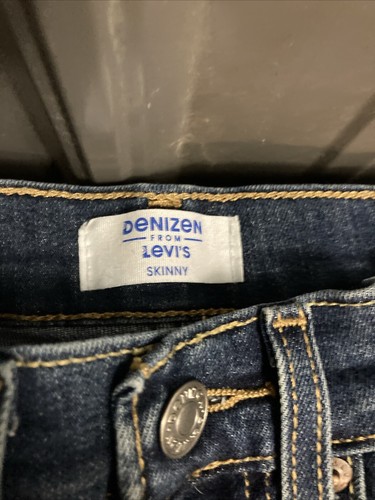 DENIZEN
FROM
LEVI'S
SKINNY